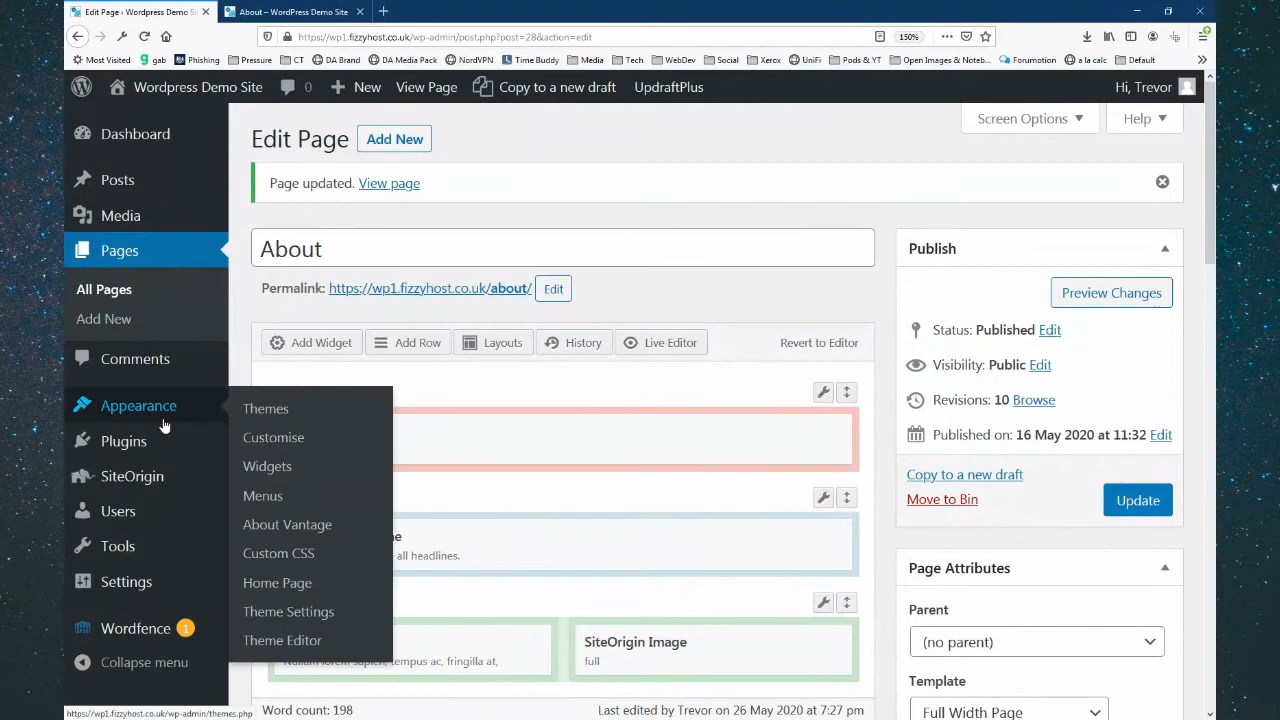 Edit Page ‹ Wordpress Demo Sit
About – WordPress Demo Site
https://wp1.fizzyhost.co.uk/wp-admin/post.php?post=28&action=edit
150%
Most Visited
gab
Phishing
Pressure
CT
DA Brand
DA Media Pack
NordVPN
Time Buddy
Media
Tech
WebDev
Social
Xerox
UniFi
Pods & YT
Open Images & Noteb...
Forumotion
a la calc
Default
Wordpress Demo Site
0
New
View Page
Copy to a new draft
UpdraftPlus
Hi, Trevor
Screen Options
Help
Dashboard
Posts
Media
Pages
All Pages
Add New
Comments
Appearance
Plugins
SiteOrigin
Users
Tools
Settings
Wordfence
1
Collapse menu
Themes
Customise
Widgets
Menus
About Vantage
Custom CSS
Home Page
Theme Settings
Theme Editor
Edit Page
Add New
Page updated. View page
About
Permalink: https://wp1.fizzyhost.co.uk/about/
Edit
Add Widget
Add Row
Layouts
History
Live Editor
Revert to Editor
all headlines.
Nullam lorem sapien, tempus ac, fringilla at,
SiteOrigin Image
full
Word count: 198
Last edited by Trevor on 26 May 2020 at 7:27 pm
Publish
Preview Changes
Status: Published Edit
Visibility: Public Edit
Revisions: 10 Browse
Published on: 16 May 2020 at 11:32 Edit
Copy to a new draft
Move to Bin
Update
Page Attributes
Parent
(no parent)
Template
Full Width Page
https://wp1.fizzyhost.co.uk/wp-admin/themes.php